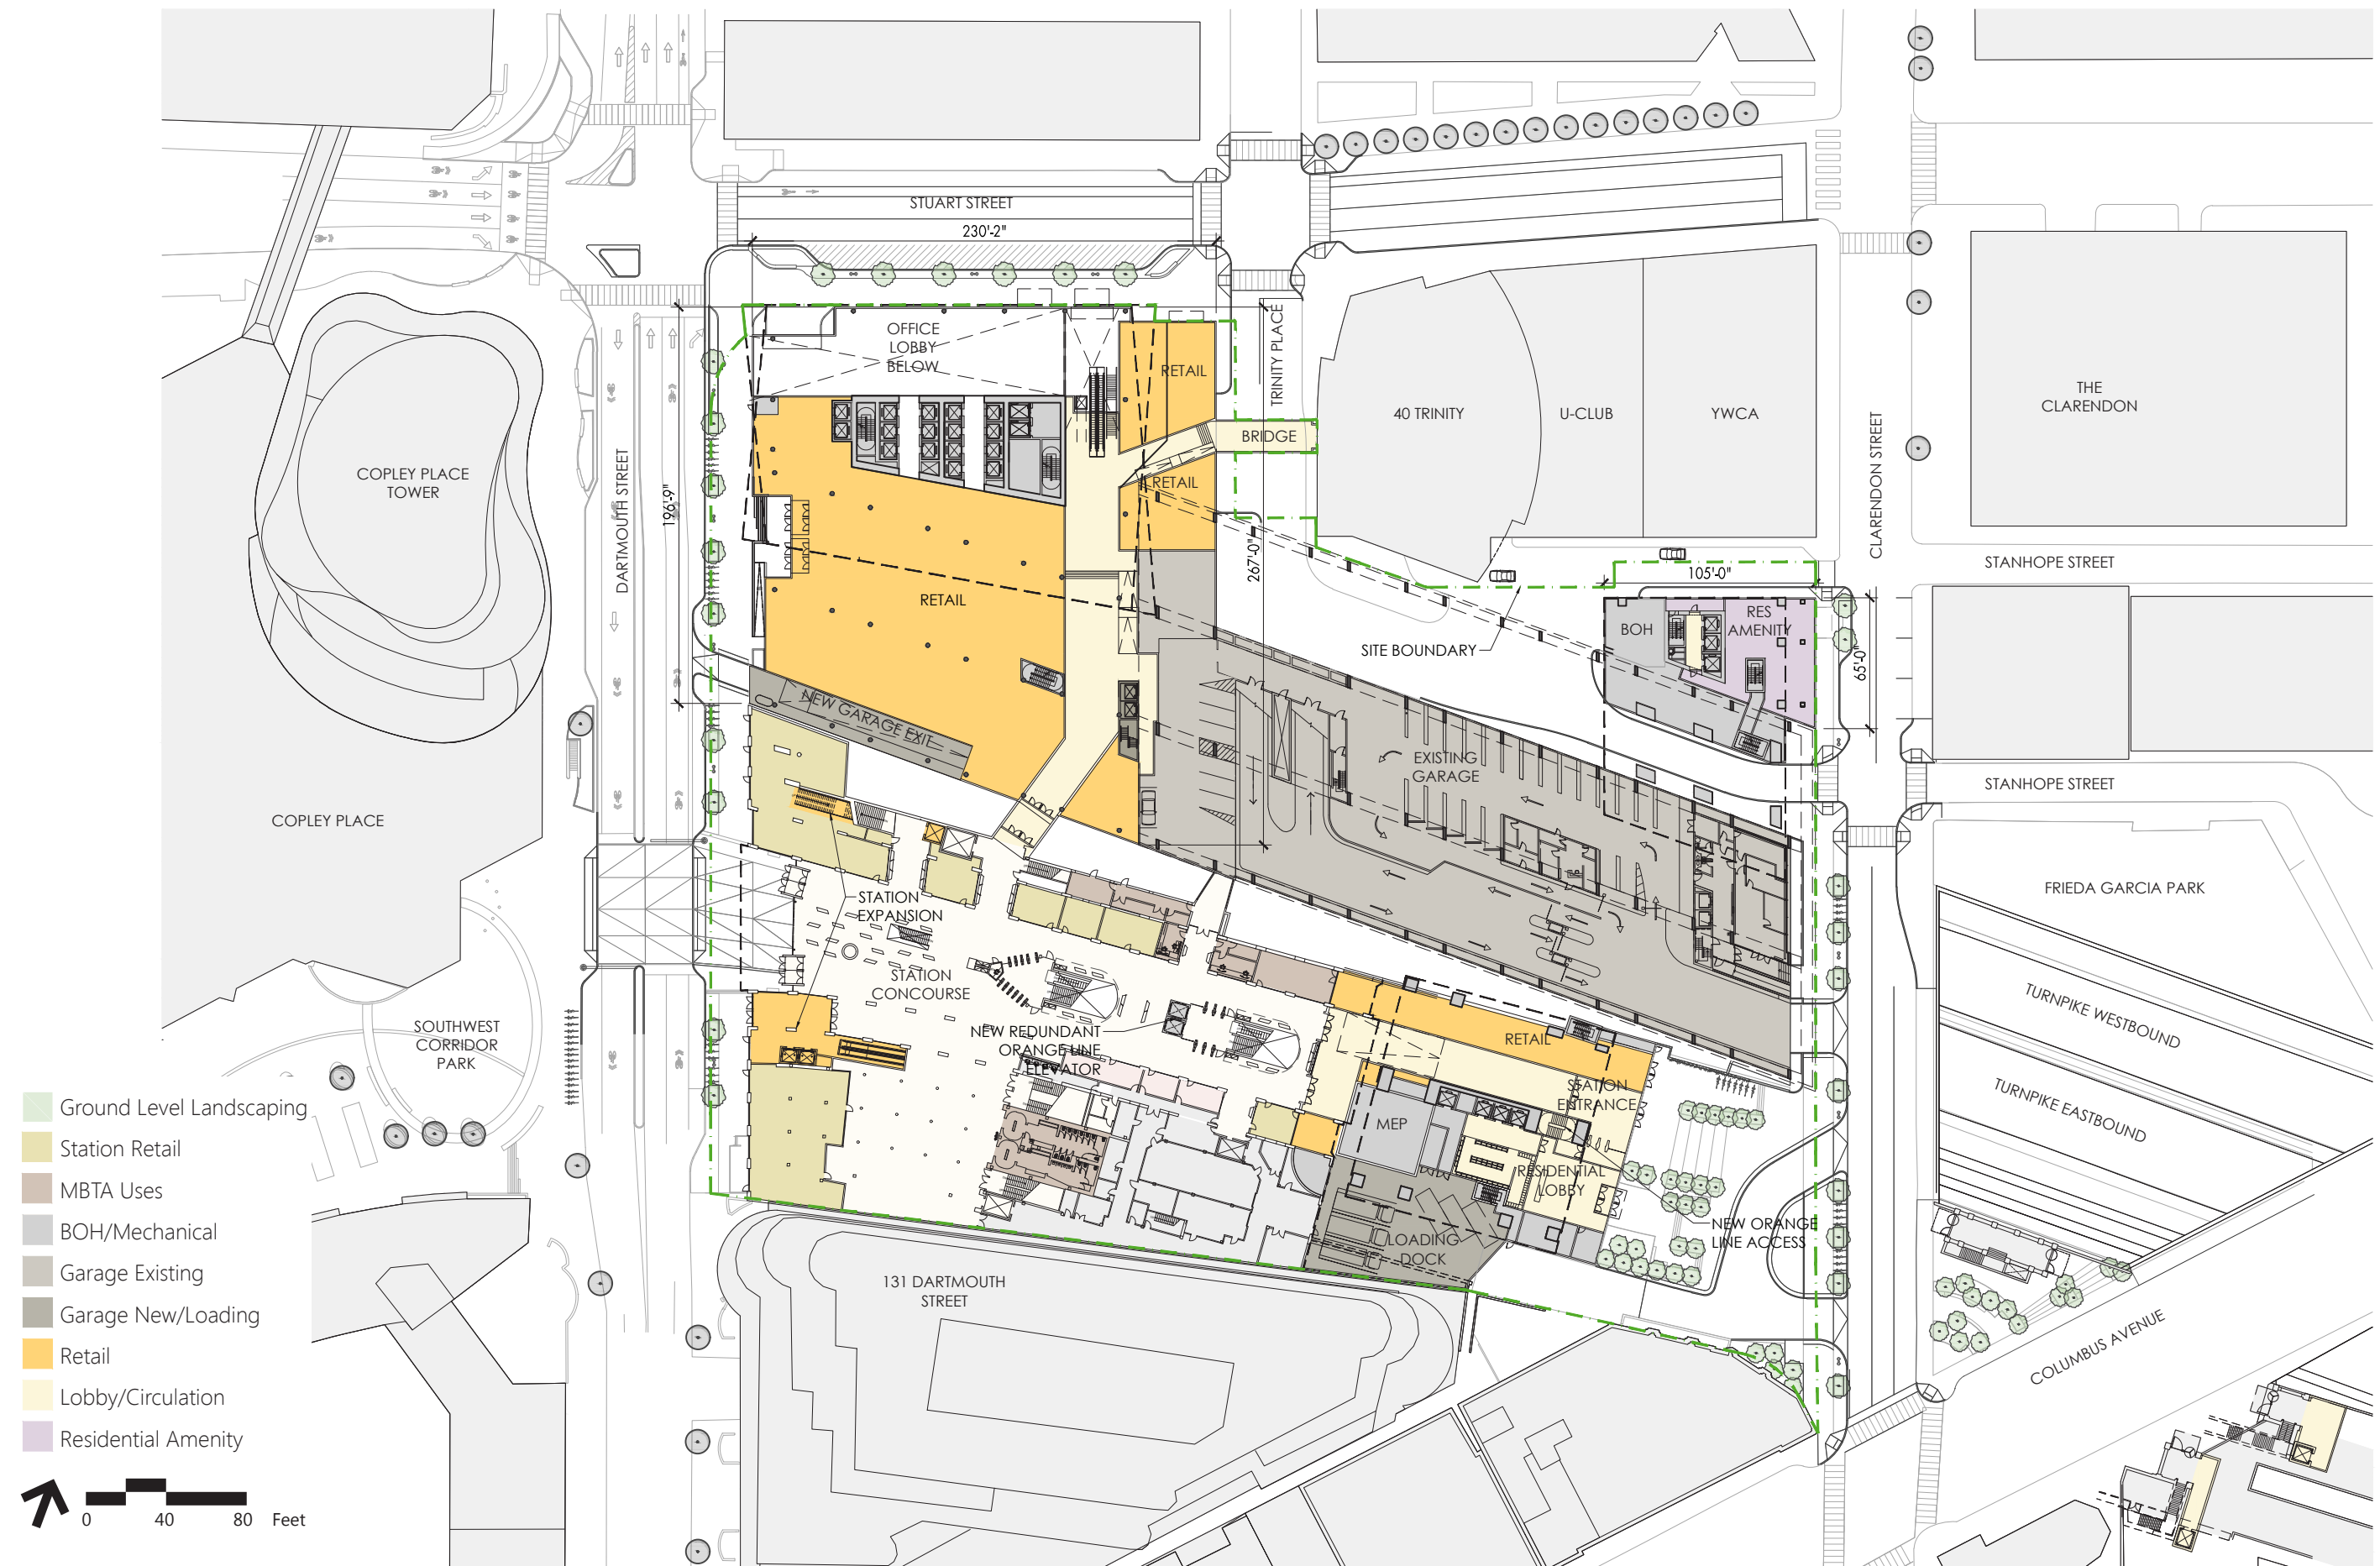 STUART STREET
230'-2"
OFFICE
LOBBY
BELOW
RETAIL
TRINITY PLACE
BRIDGE
RETAIL
40 TRINITY
U-CLUB
YWCA
THE
CLARENDON
CLARENDON STREET
COPLEY PLACE
TOWER
DARTMOUTH STREET
196'-9"
267'-0"
RETAIL
STANHOPE STREET
105'-0"
BOH
RES
AMENITY
SITE BOUNDARY
65'-0"
NEW GARAGE EXIT
EXISTING
GARAGE
STANHOPE STREET
COPLEY PLACE
FRIEDA GARCIA PARK
STATION
EXPANSION
STATION
CONCOURSE
TURNPIKE WESTBOUND
SOUTHWEST
CORRIDOR
PARK
NEW REDUNDANT
ORANGE LINE
ELEVATOR
RETAIL
STATION
ENTRANCE
MEP
TURNPIKE EASTBOUND
RESIDENTIAL
LOBBY
NEW ORANGE
LINE ACCESS
LOADING
DOCK
131 DARTMOUTH
STREET
COLUMBUS AVENUE
Ground Level Landscaping
Station Retail
MBTA Uses
BOH/Mechanical
Garage Existing
Garage New/Loading
Retail
Lobby/Circulation
Residential Amenity
0 40 80 Feet